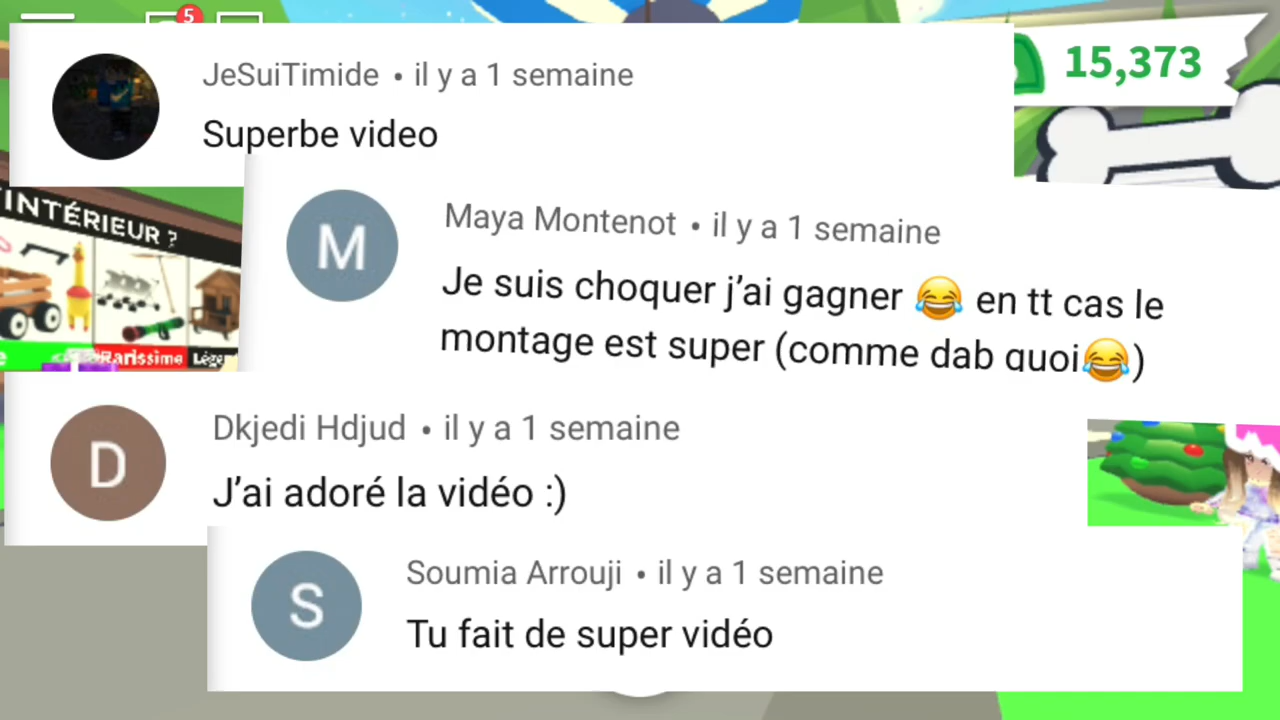 5
15,373
JeSuiTimide • il y a 1 semaine
Superbe video
INTÉRIEUR ?
Rarissime
Maya Montenot • il y a 1 semaine
Je suis choquer j’ai gagner 😂 en tt cas le
montage est super (comme dab quoi😂)
D
Dkjedi Hdjud • il y a 1 semaine
J’ai adoré la vidéo :)
S
Soumia Arrouji • il y a 1 semaine
Tu fait de super vidéo
M